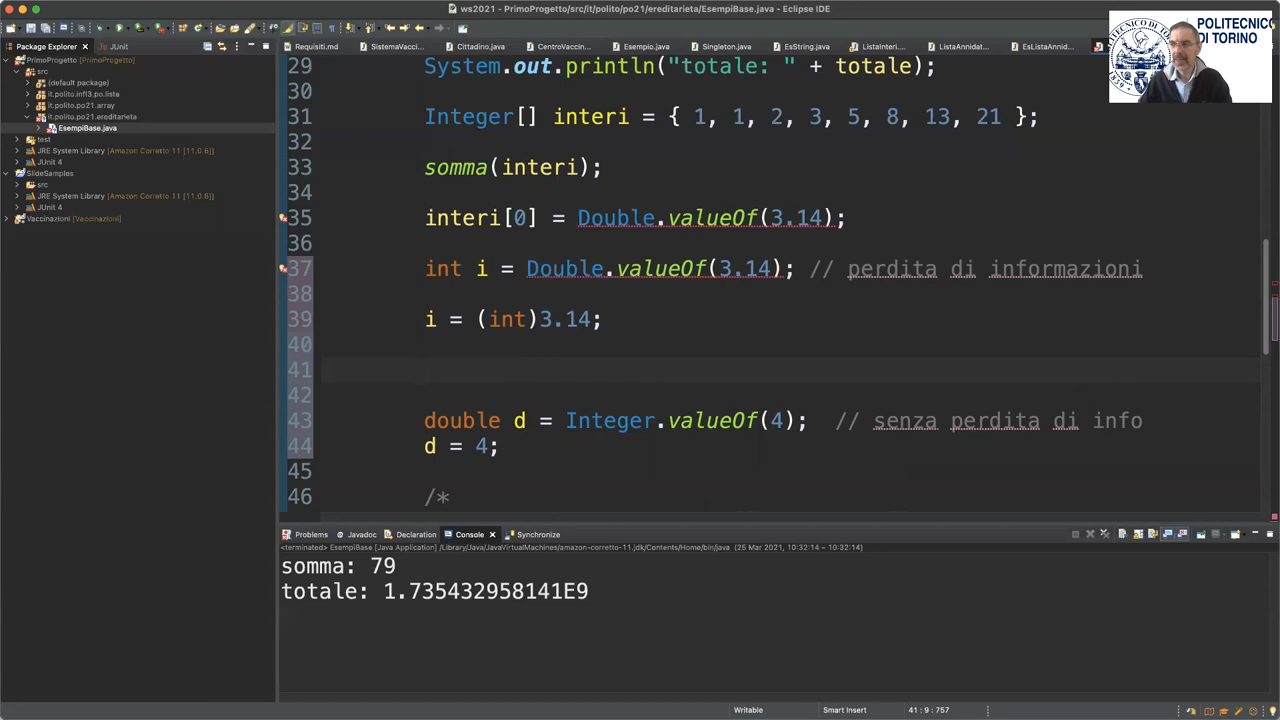 ws2021 - PrimoProgetto/src/it/polito/po21/ereditarieta/EsempiBase.java - Eclipse IDE
POLITECNICO
DI TORINO
Package Explorer
JUnit
Requisiti.md
SistemaVacci...
Cittadino.java
CentroVaccin...
Esempio.java
Singleton.java
EsString.java
ListaInteri....
ListaAnnidat...
EsListaAnnid...
PrimoProgetto
src
(default package)
it.polito.inf13.po.lista
it.polito.po21.array
it.polito.po21.ereditarieta
EsempiBase.java
test
JRE System Library [Amazon Corretto 11 [11.0.6]]
JUnit 4
SlideSamples
src
JRE System Library [Amazon Corretto 11 [11.0.6]]
JUnit 4
Vaccinazioni [Vaccinazioni]
29 System.out.println("totale: " + totale);
30
31 Integer[] interi = { 1, 1, 2, 3, 5, 8, 13, 21 };
32
33 somma(interi);
34
35 interi[0] = Double.valueOf(3.14);
36
37 int i = Double.valueOf(3.14); // perdita di informazioni
38
39 i = (int)3.14;
40
41
42
43 double d = Integer.valueOf(4); // senza perdita di info
44 d = 4;
45
46 /*
Problems
Javadoc
Declaration
Console
Synchronize
<terminated> EsempiBase [Java Application] /Library/Java/JavaVirtualMachines/amazon-corretto-11.jdk/Contents/Home/bin/java (25 Mar 2021, 10:32:14 – 10:32:14)
somma: 79
totale: 1.735432958141E9
Writable
Smart Insert
41 : 9 : 757